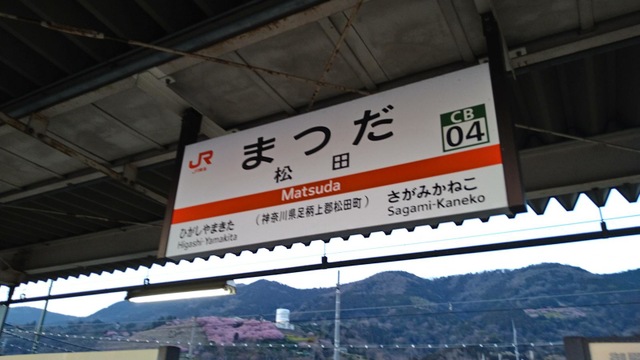 JR
まつだ
松田
Matsuda
CB
04
(神奈川県足柄上郡松田町)
ひがしやまきた
Higashi-Yamakita
さがみかねこ
Sagami-Kaneko